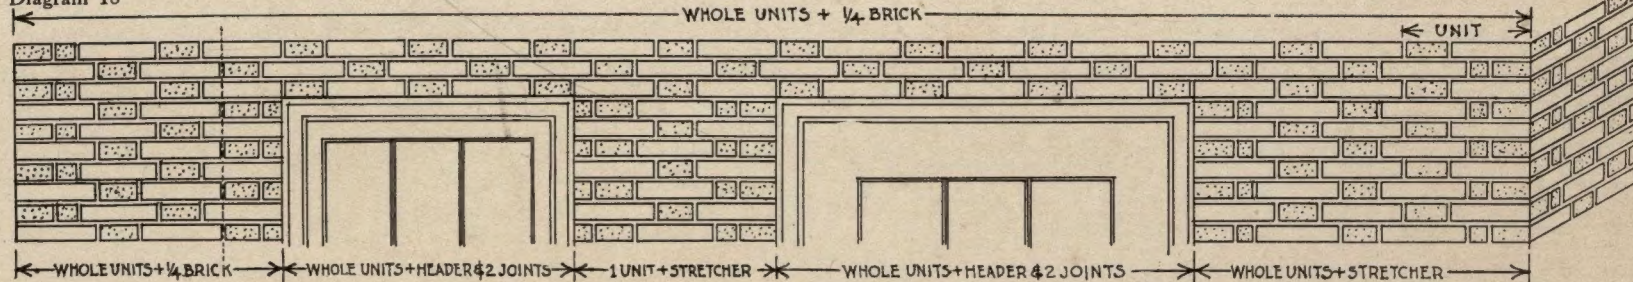 Diagram 18
WHOLE UNITS + 1/4 BRICK
UNIT
WHOLE UNITS + 1/4 BRICK
WHOLE UNITS + HEADER & 2 JOINTS
1 UNIT + STRETCHER
WHOLE UNITS + HEADER & 2 JOINTS
WHOLE UNITS + STRETCHER